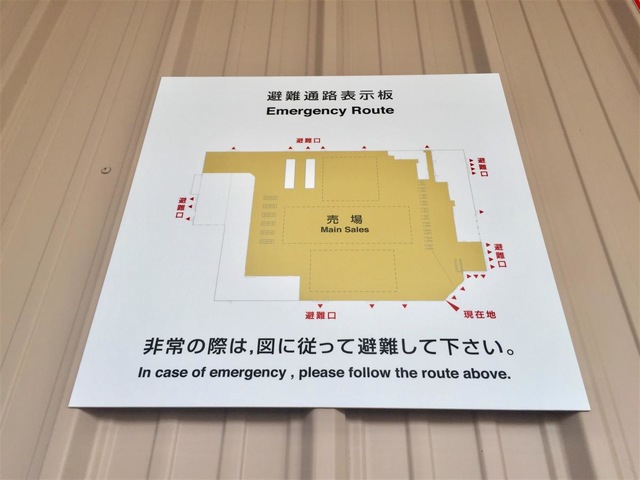 避難通路表示板
Emergency Route
避難口
避難口
避難口
売場
Main Sales
避難口
避難口
現在地
非常の際は,図に従って避難して下さい。
In case of emergency , please follow the route above.